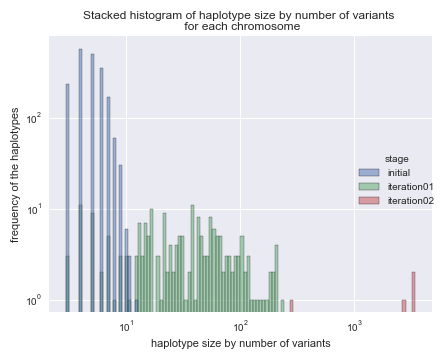 Stacked histogram of haplotype size by number of variants
for each chromosome
frequency of the haplotypes
10²
10¹
10⁰
stage
initial
iteration01
iteration02
10¹
10²
10³
haplotype size by number of variants